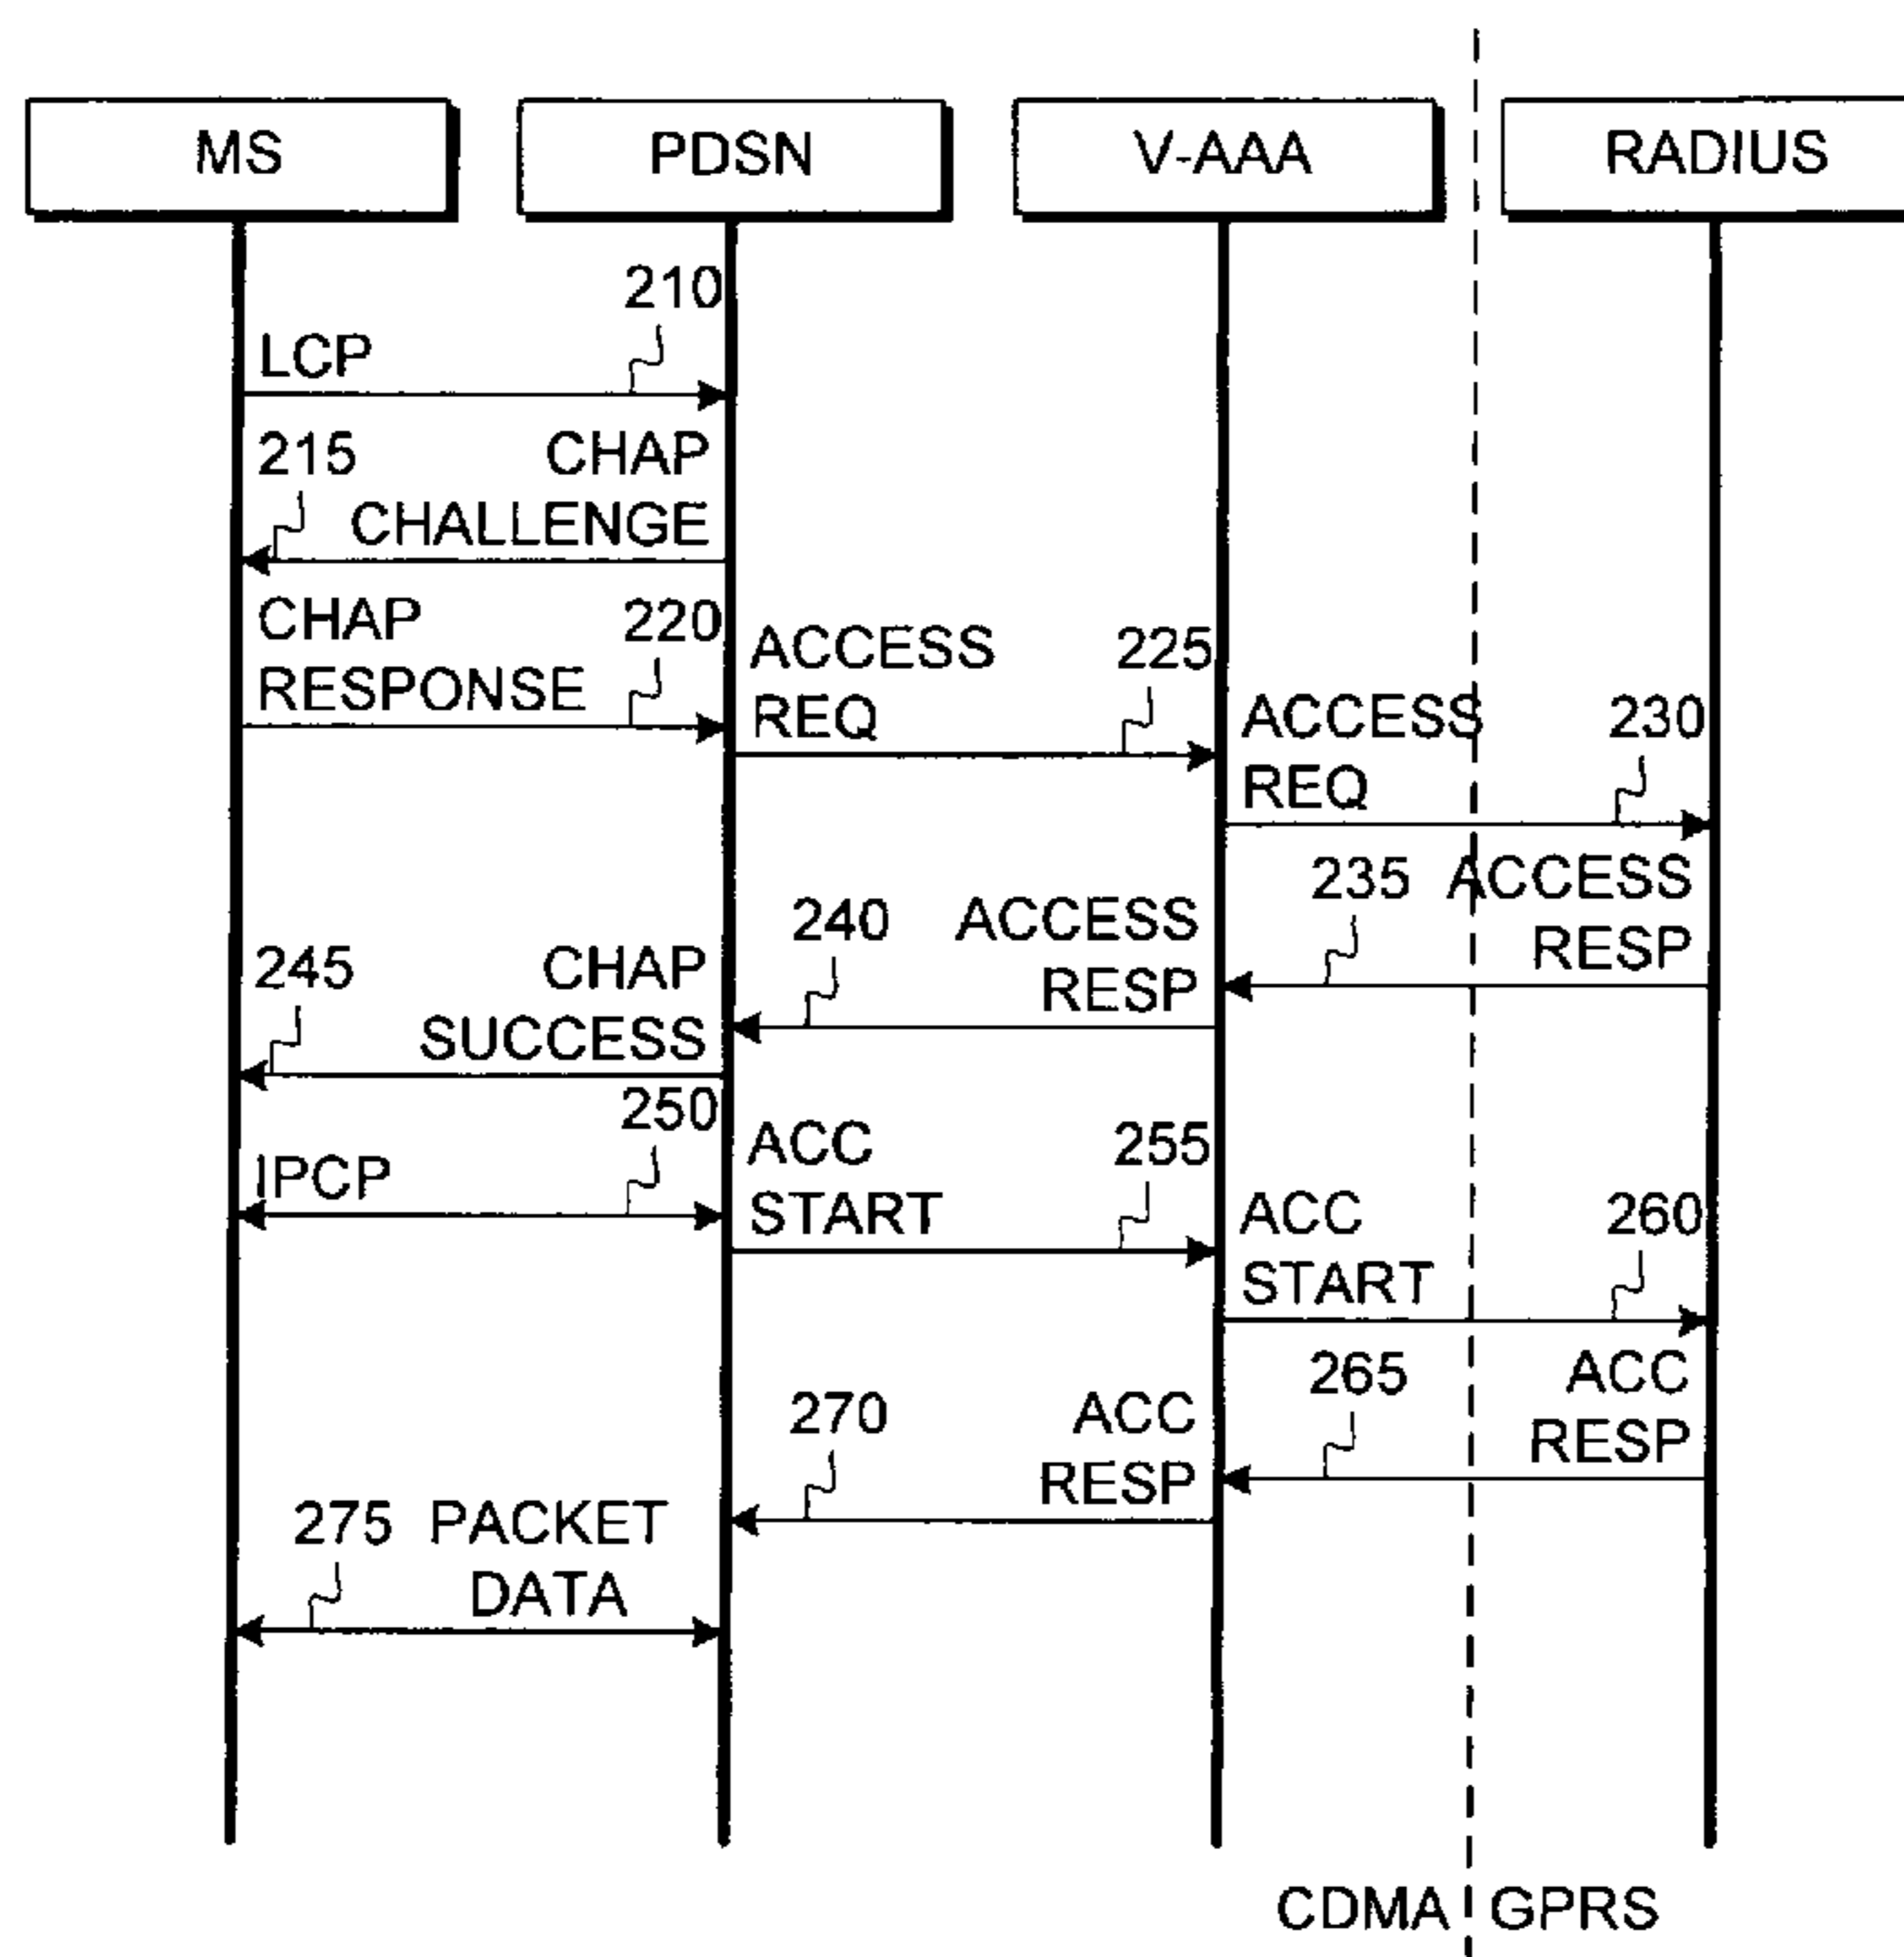 MS PDSN V-AAA RADIUS
210
LCP
215 CHAP
CHALLENGE
CHAP 220
RESPONSE
ACCESS 225
REQ
ACCESS 230
REQ
235 ACCESS
RESP
240 ACCESS
RESP
245 CHAP
SUCCESS
250
IPCP
ACC 255
START
ACC 260
START
265 ACC
RESP
270 ACC
RESP
275 PACKET
DATA
CDMA GPRS